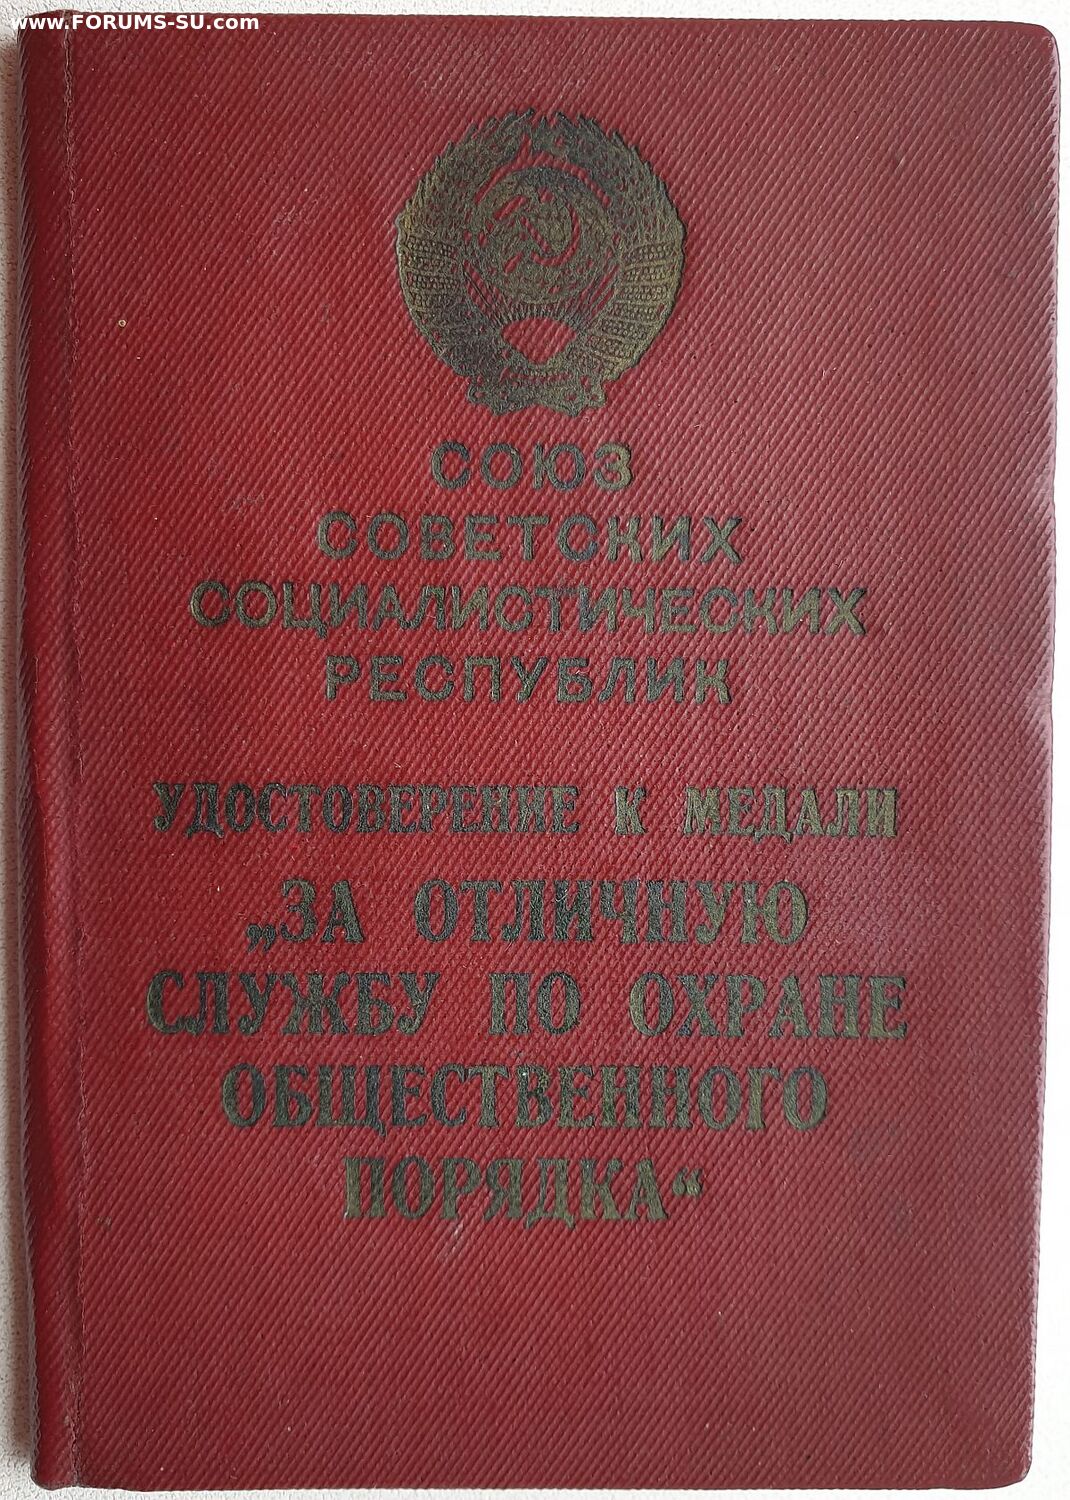 www.FORUMS-SU.com
СОЮЗ
СОВЕТСКИХ
СОЦИАЛИСТИЧЕСКИХ
РЕСПУБЛИК
УДОСТОВЕРЕНИЕ К МЕДАЛИ
„ЗА ОТЛИЧНУЮ
СЛУЖБУ ПО ОХРАНЕ
ОБЩЕСТВЕННОГО
ПОРЯДКА“